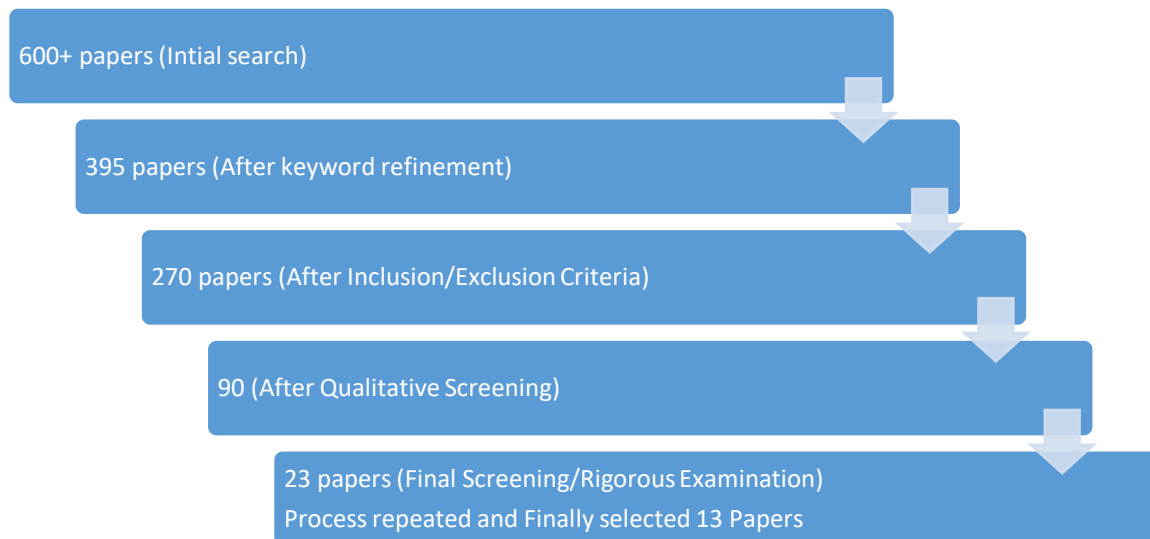 600+ papers (Intial search)
395 papers (After keyword refinement)
270 papers (After Inclusion/Exclusion Criteria)
90 (After Qualitative Screening)
23 papers (Final Screening/Rigorous Examination)
Process repeated and Finally selected 13 Papers